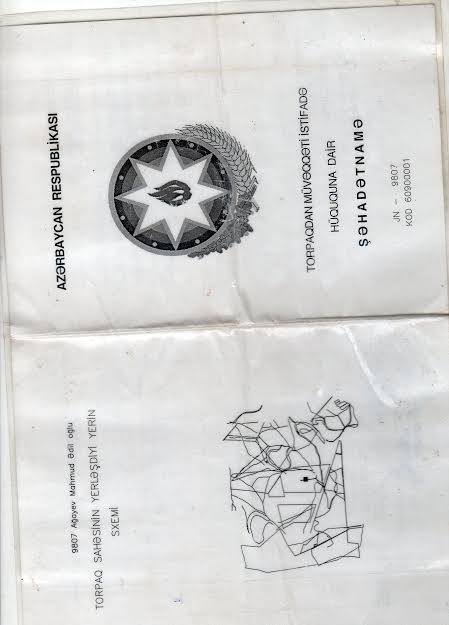 AZƏRBAYCAN RESPUBLİKASI
TORPAQDAN MÜVƏQQƏTİ İSTİFADƏ
HÜQUQUNA DAİR
ŞƏHADƏTNAMƏ
JN - 9807
KOD 60900001
9807 Ağayev Mahmud Ədil oğlu
TORPAQ SAHƏSİNİN YERLƏŞDİYİ YERİN
SXEMİ